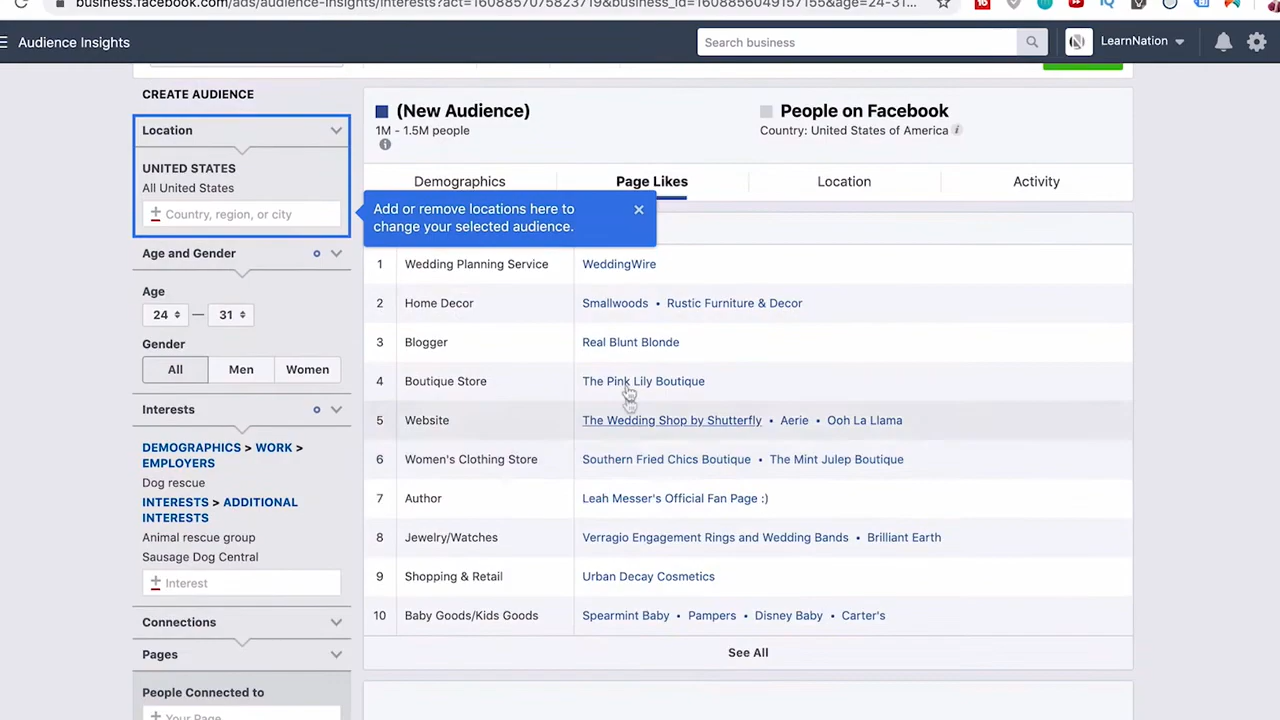 business.facebook.com/ads/audience-insights/interests?act=160885707582371​9&business_id=1608856049157155&age=24-31...
Audience Insights
Search business
LearnNation
CREATE AUDIENCE
Location
UNITED STATES
All United States
Country, region, or city
Age and Gender
Age
24 — 31
Gender
All Men Women
Interests
DEMOGRAPHICS > WORK >
EMPLOYERS
Dog rescue
INTERESTS > ADDITIONAL
INTERESTS
Animal rescue group
Sausage Dog Central
Interest
Connections
Pages
People Connected to
Your Page
(New Audience)
1M - 1.5M people
People on Facebook
Country: United States of America
Demographics Page Likes Location Activity
Add or remove locations here to
change your selected audience.
1 Wedding Planning Service WeddingWire
2 Home Decor Smallwoods • Rustic Furniture & Decor
3 Blogger Real Blunt Blonde
4 Boutique Store The Pink Lily Boutique
5 Website The Wedding Shop by Shutterfly • Aerie • Ooh La Llama
6 Women's Clothing Store Southern Fried Chics Boutique • The Mint Julep Boutique
7 Author Leah Messer's Official Fan Page :)
8 Jewelry/Watches Verragio Engagement Rings and Wedding Bands • Brilliant Earth
9 Shopping & Retail Urban Decay Cosmetics
10 Baby Goods/Kids Goods Spearmint Baby • Pampers • Disney Baby • Carter's
See All